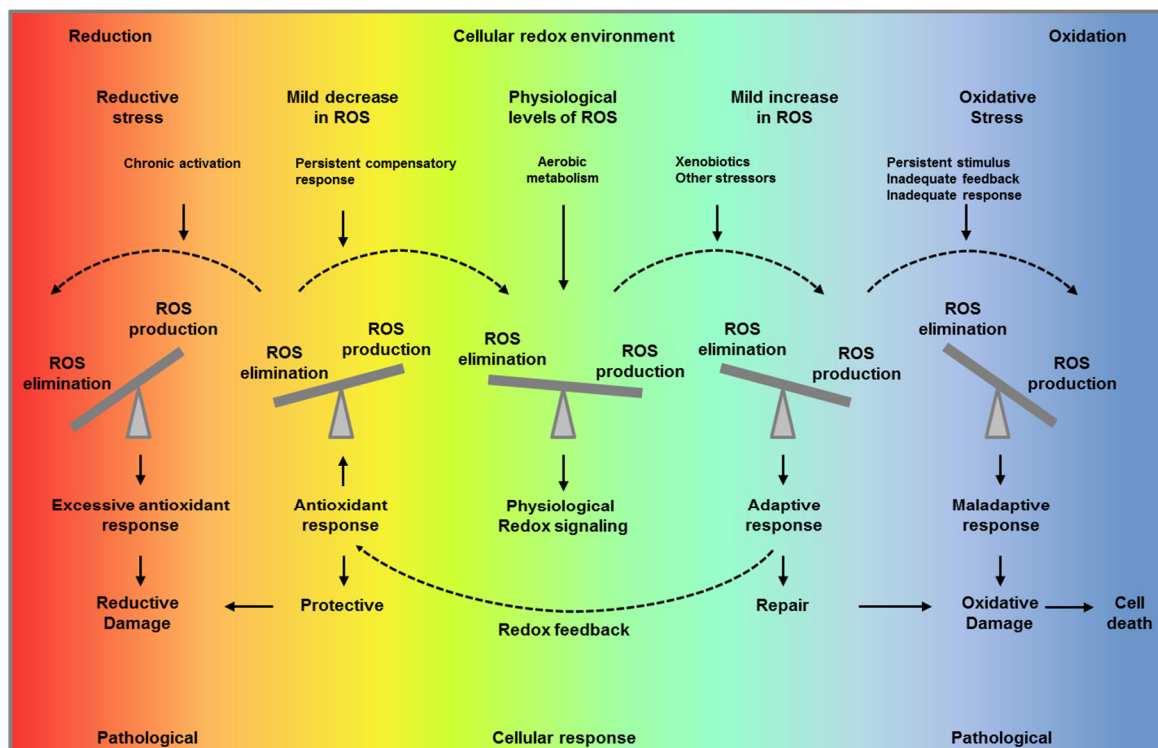 Reduction
Cellular redox environment
Oxidation
Reductive
stress
Mild decrease
in ROS
Physiological
levels of ROS
Mild increase
in ROS
Oxidative
Stress
Chronic activation
Persistent compensatory
response
Aerobic
metabolism
Xenobiotics
Other stressors
Persistent stimulus
Inadequate feedback
Inadequate response
ROS
production
ROS
elimination
ROS
production
ROS
elimination
ROS
elimination
ROS
production
ROS
elimination
ROS
production
ROS
elimination
ROS
production
Excessive antioxidant
response
Antioxidant
response
Physiological
Redox signaling
Adaptive
response
Maladaptive
response
Reductive
Damage
Protective
Redox feedback
Repair
Oxidative
Damage
Cell
death
Pathological
Cellular response
Pathological